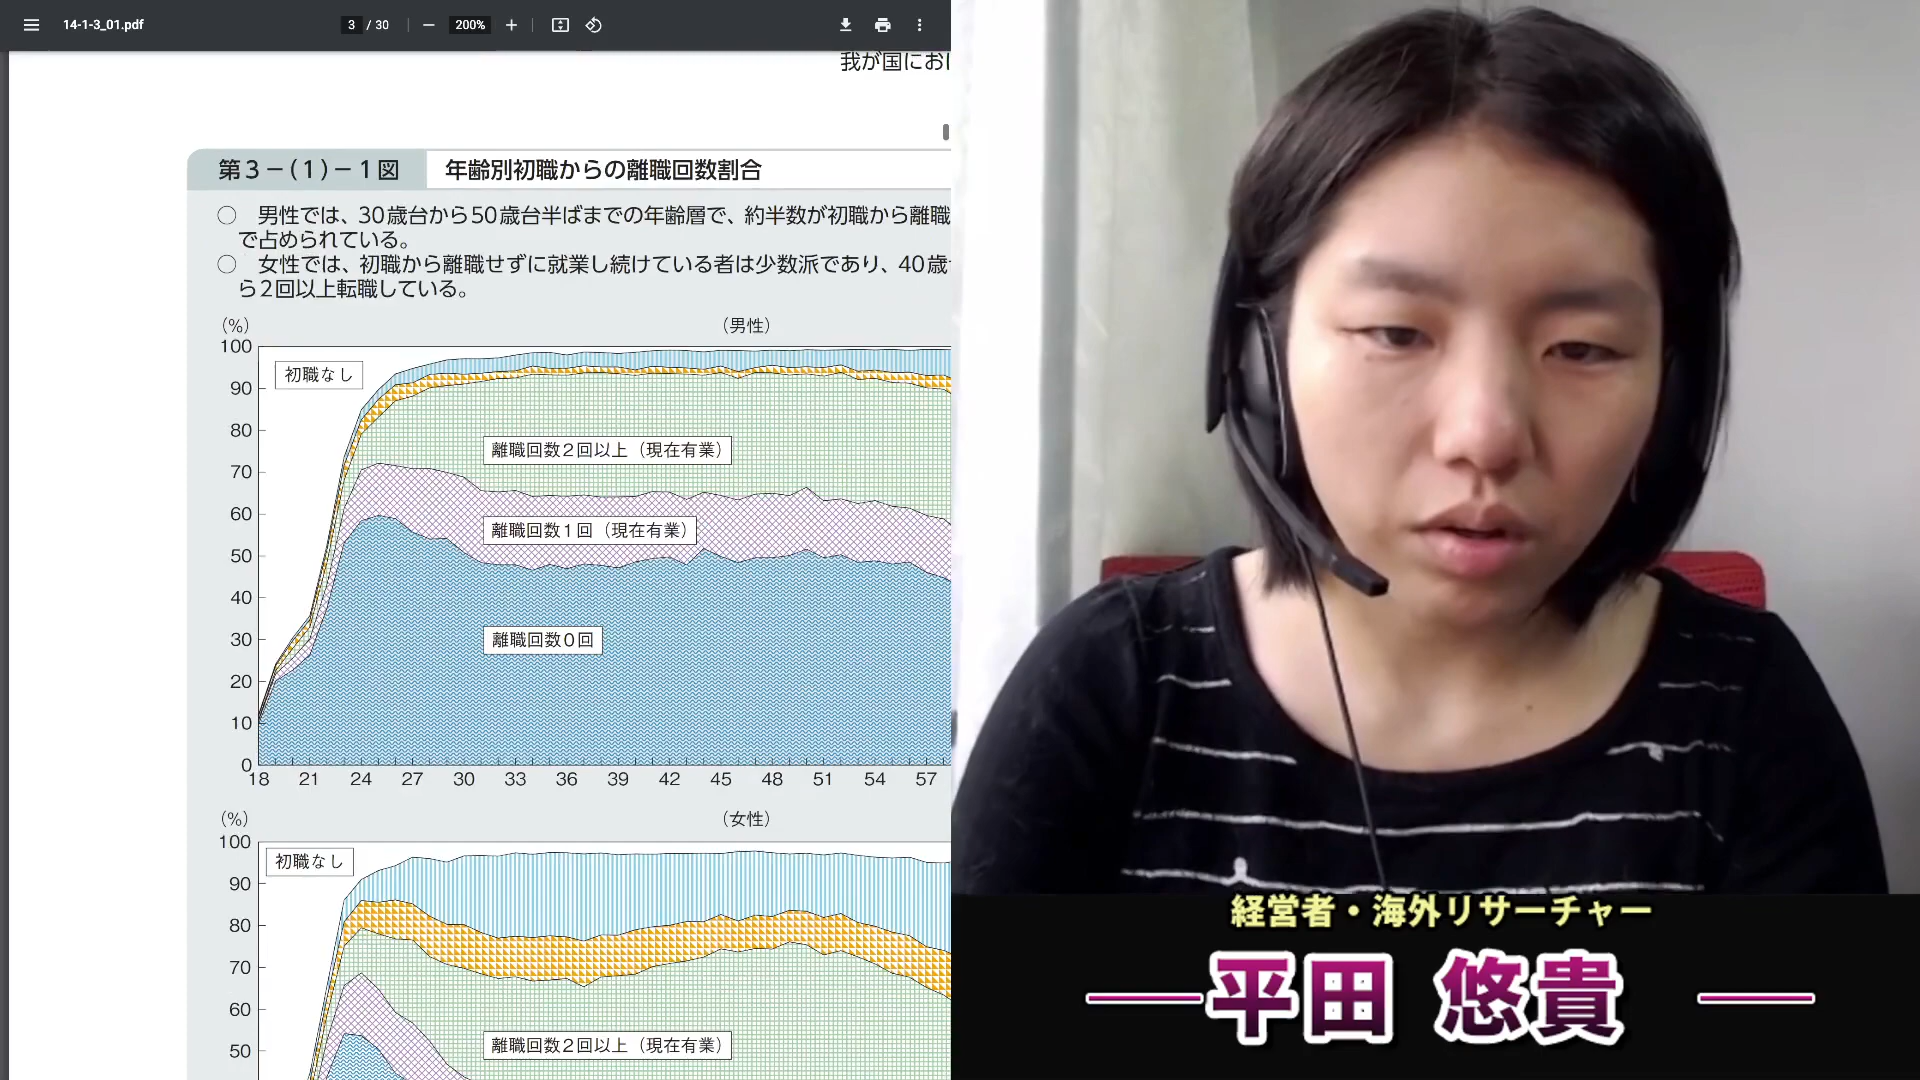 14-1-3_01.pdf
3 / 30
200%
我が国にお
第3-(1)-1図 年齢別初職からの離職回数割合
○ 男性では、30歳台から50歳台半ばまでの年齢層で、約半数が初職から離職
で占められている。
○ 女性では、初職から離職せずに就業し続けている者は少数派であり、40歳
ら2回以上転職している。
(%)
(男性)
100
90
80
70
60
50
40
30
20
10
0
初職なし
離職回数2回以上（現在有業）
離職回数1回（現在有業）
離職回数0回
18 21 24 27 30 33 36 39 42 45 48 51 54 57
(%)
(女性)
100
90
80
70
60
50
初職なし
離職回数2回以上（現在有業）
経営者・海外リサーチャー
平田 悠貴